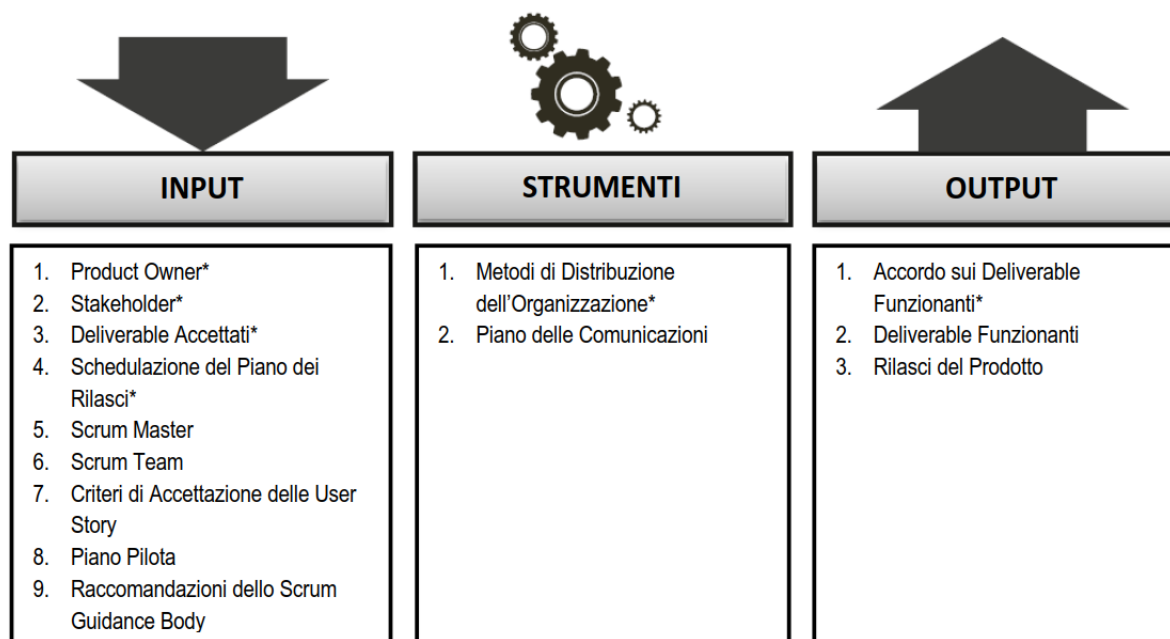 INPUT
1. Product Owner*
2. Stakeholder*
3. Deliverable Accettati*
4. Schedulazione del Piano dei
Rilasci*
5. Scrum Master
6. Scrum Team
7. Criteri di Accettazione delle User
Story
8. Piano Pilota
9. Raccomandazioni dello Scrum
Guidance Body
STRUMENTI
1. Metodi di Distribuzione
dell'Organizzazione*
2. Piano delle Comunicazioni
OUTPUT
1. Accordo sui Deliverable
Funzionanti*
2. Deliverable Funzionanti
3. Rilasci del Prodotto